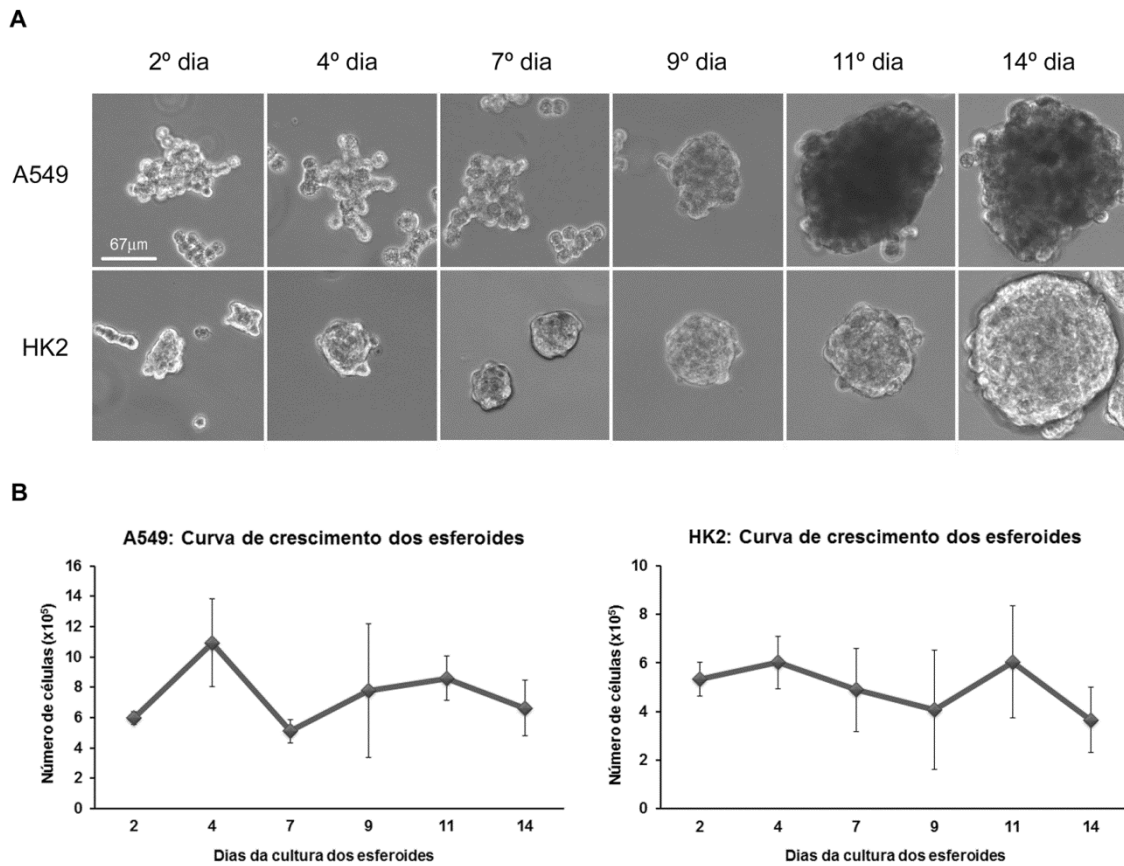 A
2º dia 4º dia 7º dia 9º dia 11º dia 14º dia
A549
67μm
HK2
B
A549: Curva de crescimento dos esferoides
Número de células (x10⁵)
16
14
12
10
8
6
4
2
0
2 4 7 9 11 14
Dias da cultura dos esferoides
HK2: Curva de crescimento dos esferoides
Número de células (x10⁵)
10
8
6
4
2
0
2 4 7 9 11 14
Dias da cultura dos esferoides